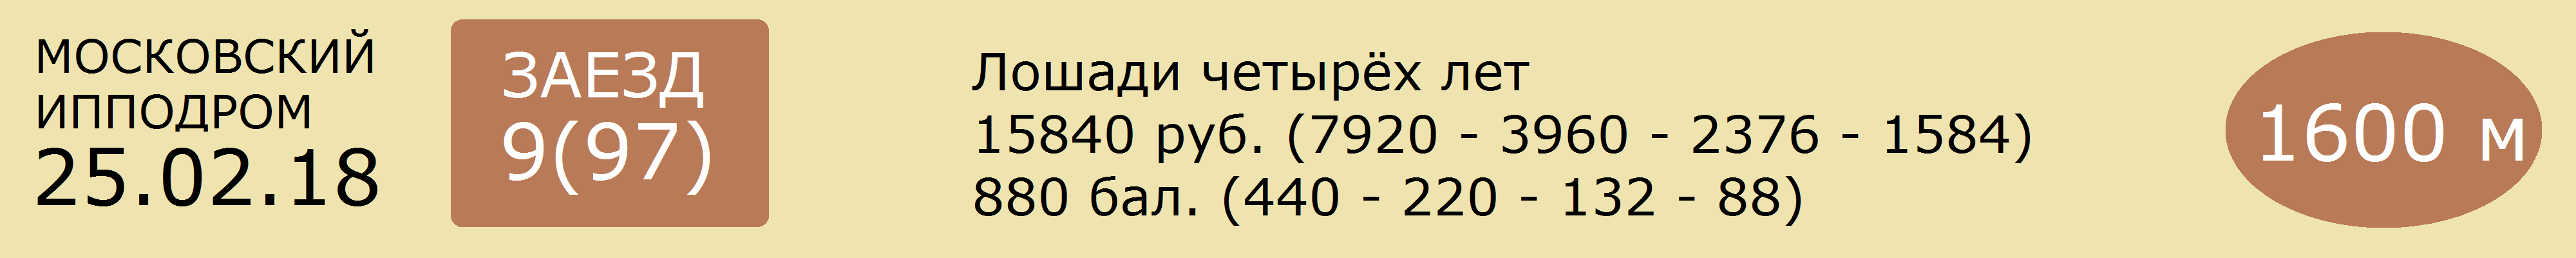 МОСКОВСКИЙ
ИППОДРОМ
25.02.18
ЗАЕЗД
9(97)
Лошади четырёх лет
15840 руб. (7920 - 3960 - 2376 - 1584)
880 бал. (440 - 220 - 132 - 88)
1600 м